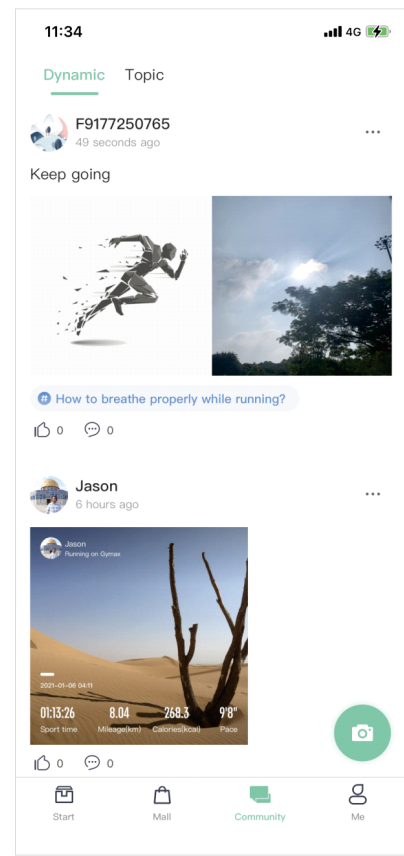 11:34
4G
Dynamic Topic
F9177250765
49 seconds ago
Keep going
# How to breathe properly while running?
0 0
Jason
6 hours ago
Jason
Running on Gymax
2021-01-06 04:11
01:13:26 8.04 268.3 9'8"
Sport time Mileage(km) Calories(kcal) Pace
0 0
Start Mall Community Me